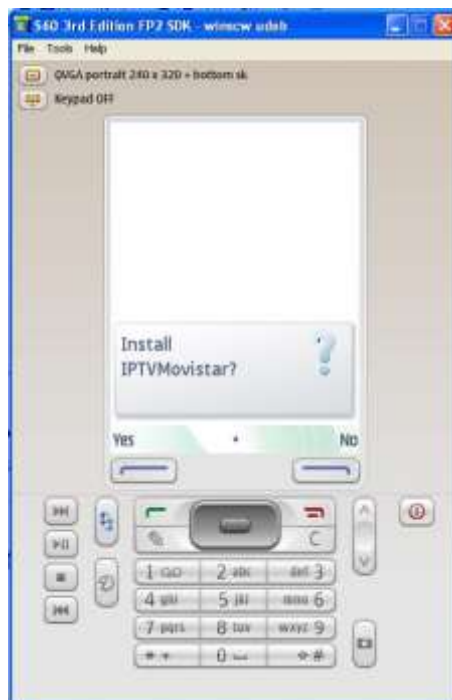 S60 3rd Edition FP2 SDK - winscw udeb
File Tools Help
QVGA portrait 240 x 320 + bottom sk
Keypad OFF
Install
IPTVMovistar?
Yes No
C
1 2 abc def 3
4 ghi 5 jkl mno 6
7 pqrs 8 tuv wxyz 9
* + 0 #